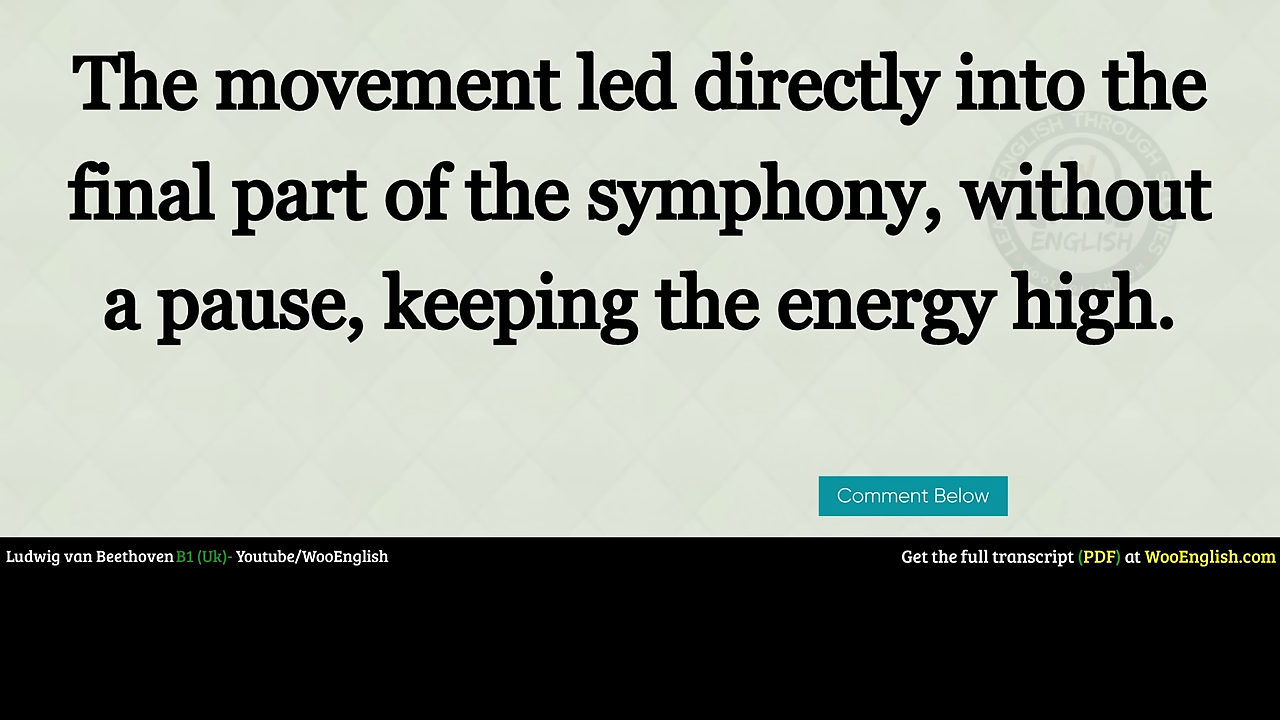 The movement led directly into the
final part of the symphony, without
a pause, keeping the energy high.
ENGLISH
Comment Below
Ludwig van Beethoven B1 (Uk)- Youtube/WooEnglish
Get the full transcript (PDF) at WooEnglish.com